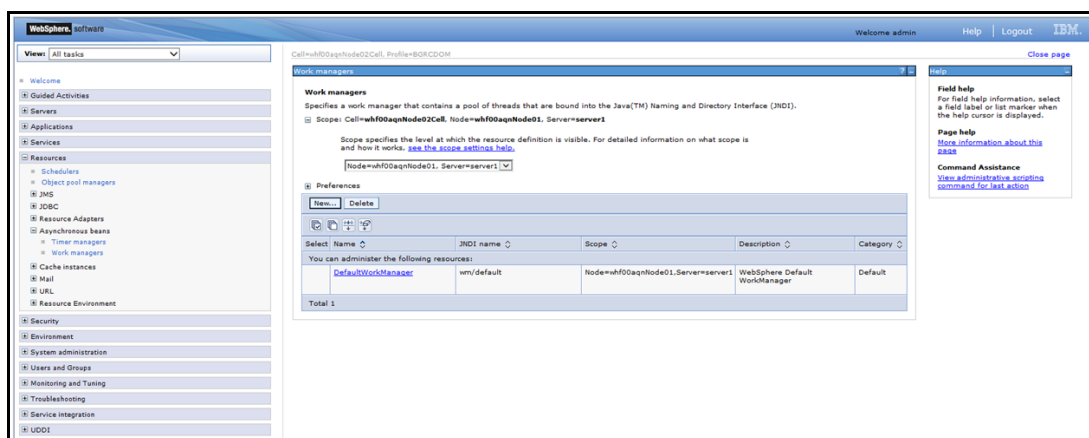 WebSphere. software
Welcome admin
Help | Logout
IBM.
View: All tasks
Cell=whf00aqnNode02Cell, Profile=BGRCDOM
Close page
Welcome
Guided Activities
Servers
Applications
Services
Resources
Schedulers
Object pool managers
JMS
JDBC
Resource Adapters
Asynchronous beans
Timer managers
Work managers
Cache instances
Mail
URL
Resource Environment
Security
Environment
System administration
Users and Groups
Monitoring and Tuning
Troubleshooting
Service integration
UDDI
Work managers
? –
Work managers
Specifies a work manager that contains a pool of threads that are bound into the Java(TM) Naming and Directory Interface (JNDI).
Scope: Cell=whf00aqnNode02Cell, Node=whf00aqnNode01, Server=server1
Scope specifies the level at which the resource definition is visible. For detailed information on what scope is
and how it works, see the scope settings help.
Node=whf00aqnNode01, Server=server1
Preferences
New... Delete
Select Name JNDI name Scope Description Category
You can administer the following resources:
DefaultWorkManager wm/default Node=whf00aqnNode01,Server=server1 WebSphere Default Default
WorkManager
Total 1
Help
–
Field help
For field help information, select
a field label or list marker when
the help cursor is displayed.
Page help
More information about this
page
Command Assistance
View administrative scripting
command for last action